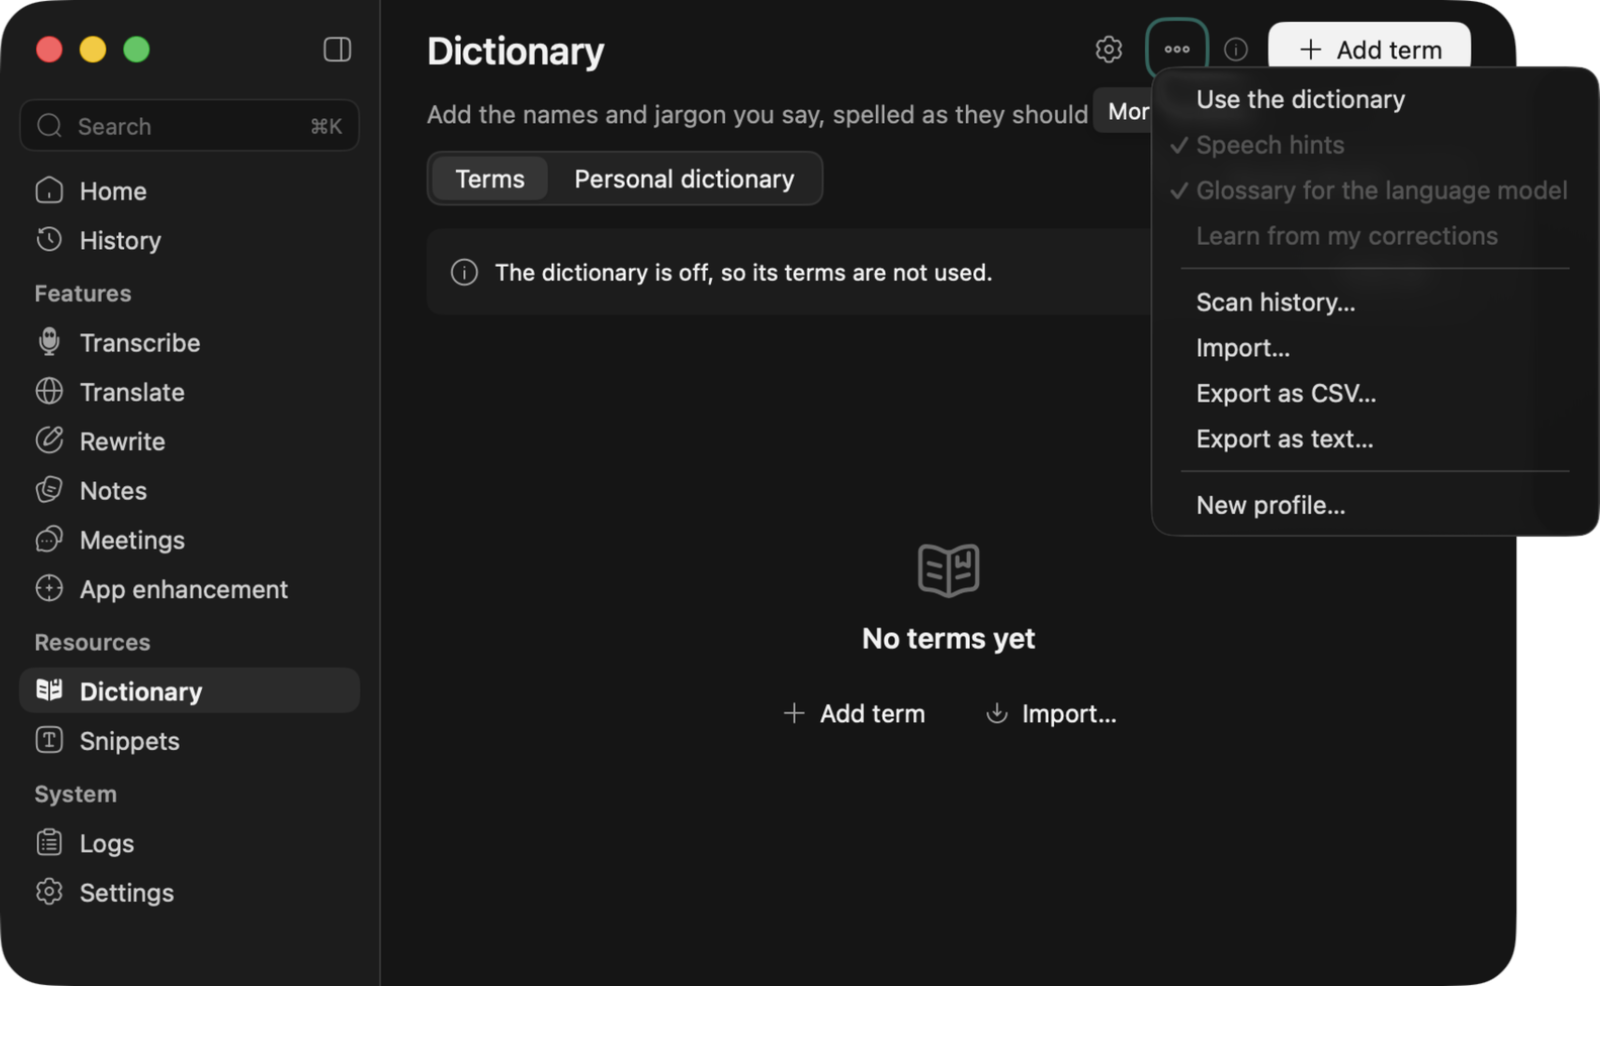 Search ⌘K
Home
History
Features
Transcribe
Translate
Rewrite
Notes
Meetings
App enhancement
Resources
Dictionary
Snippets
System
Logs
Settings
Dictionary
+ Add term
Add the names and jargon you say, spelled as they should
Terms
Personal dictionary
The dictionary is off, so its terms are not used.
No terms yet
+ Add term
Import...
Use the dictionary
✓ Speech hints
✓ Glossary for the language model
Learn from my corrections
Scan history...
Import...
Export as CSV...
Export as text...
New profile...